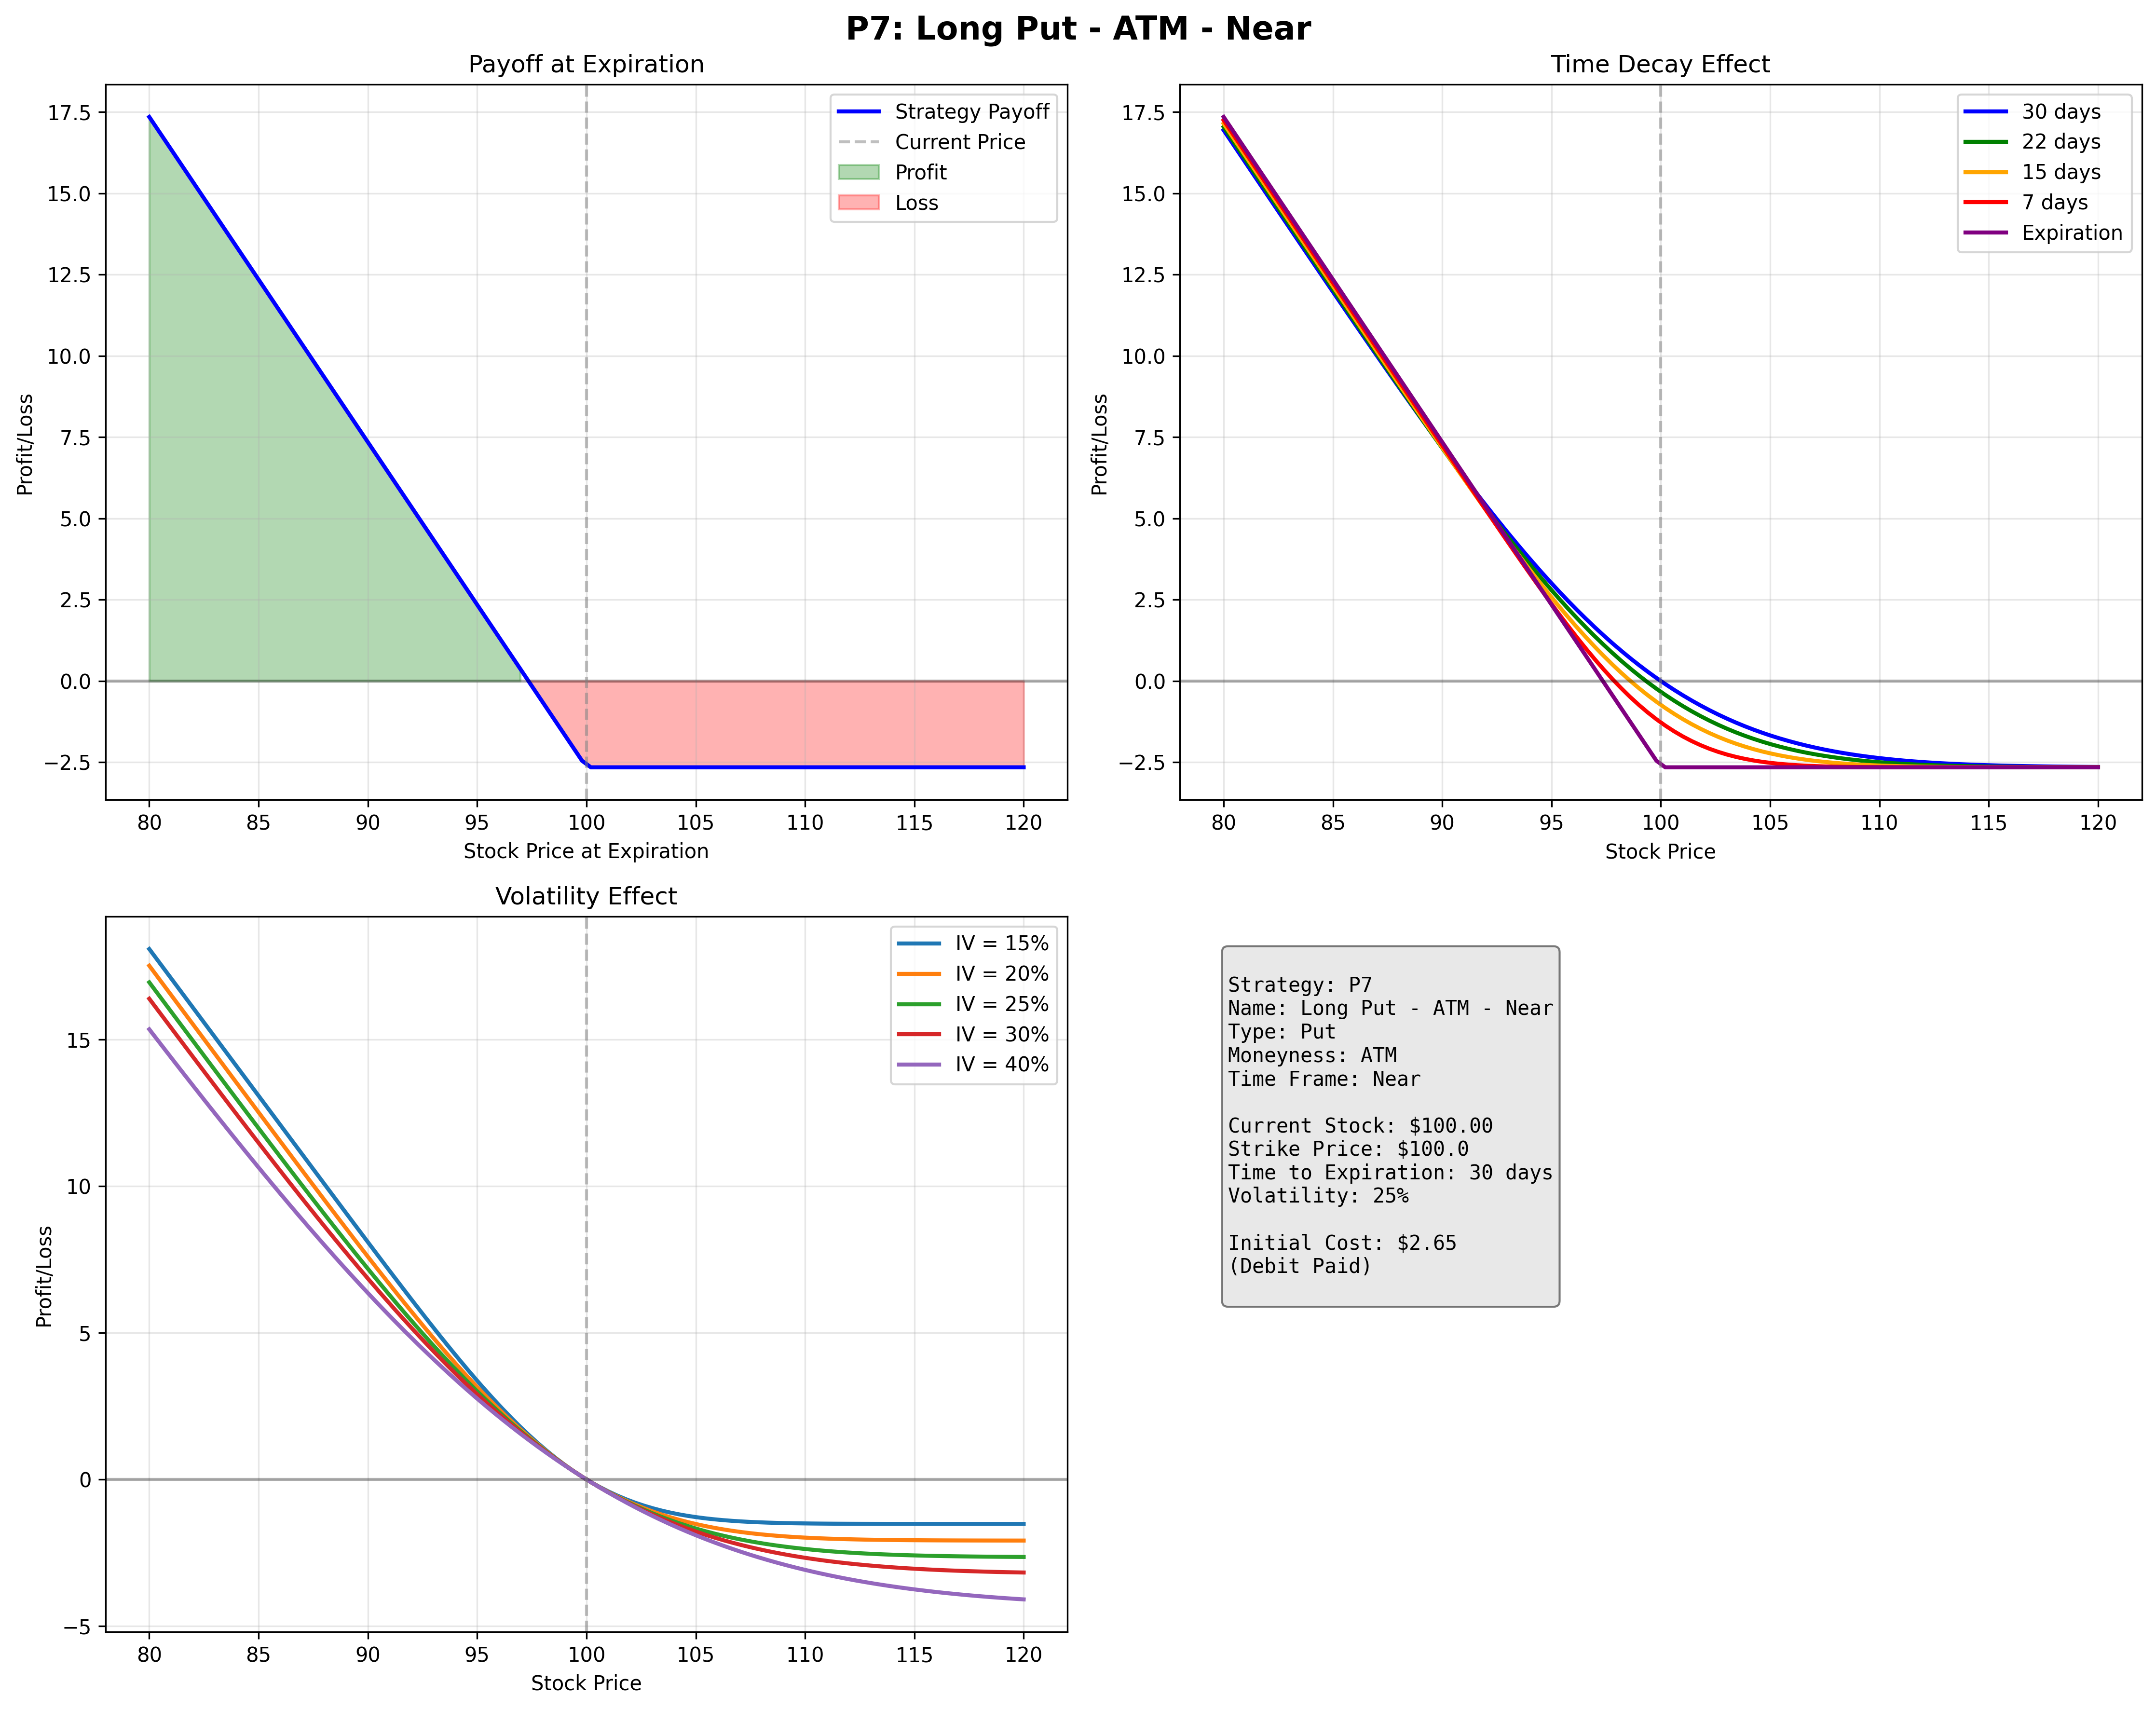 P7: Long Put - ATM - Near
Payoff at Expiration
17.5
15.0
12.5
10.0
7.5
5.0
2.5
0.0
−2.5
Profit/Loss
Strategy Payoff
Current Price
Profit
Loss
80 85 90 95 100 105 110 115 120
Stock Price at Expiration
Time Decay Effect
17.5
15.0
12.5
10.0
7.5
5.0
2.5
0.0
−2.5
Profit/Loss
30 days
22 days
15 days
7 days
Expiration
80 85 90 95 100 105 110 115 120
Stock Price
Volatility Effect
15
10
5
0
−5
Profit/Loss
IV = 15%
IV = 20%
IV = 25%
IV = 30%
IV = 40%
80 85 90 95 100 105 110 115 120
Stock Price
Strategy: P7
Name: Long Put - ATM - Near
Type: Put
Moneyness: ATM
Time Frame: Near
Current Stock: $100.00
Strike Price: $100.0
Time to Expiration: 30 days
Volatility: 25%
Initial Cost: $2.65
(Debit Paid)